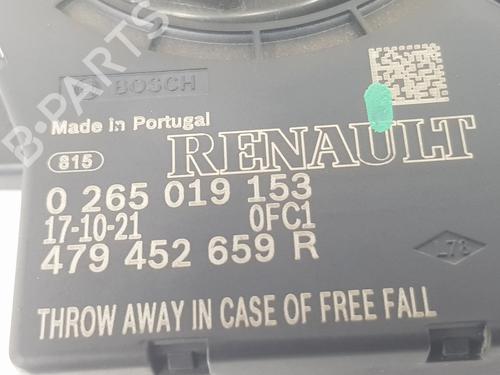 B-PARTS
BOSCH
Made in Portugal
815
RENAULT
0 265 019 153
17-10-21 0FC1
479 452 659 R
L78
THROW AWAY IN CASE OF FREE FALL